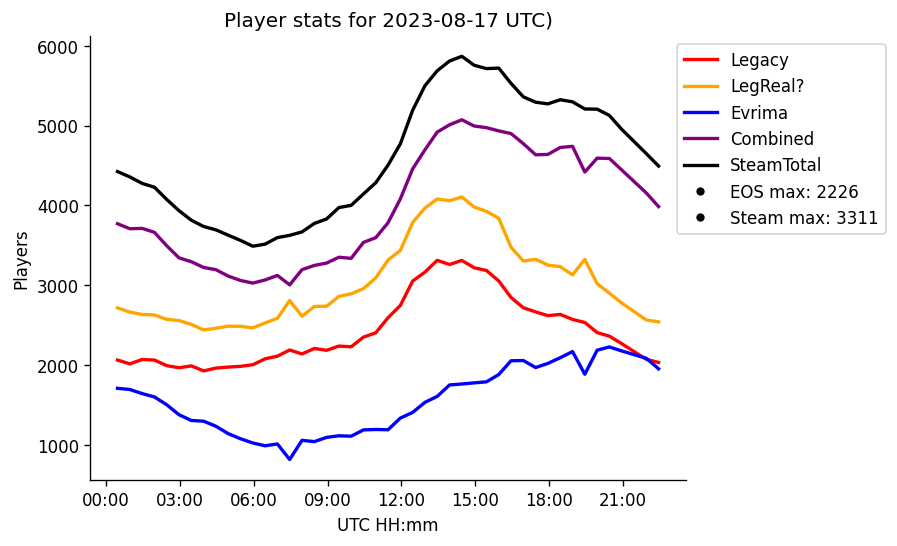 Player stats for 2023-08-17 UTC)
6000
5000
4000
3000
2000
1000
Players
00:00 03:00 06:00 09:00 12:00 15:00 18:00 21:00
UTC HH:mm
Legacy
LegReal?
Evrima
Combined
SteamTotal
EOS max: 2226
Steam max: 3311